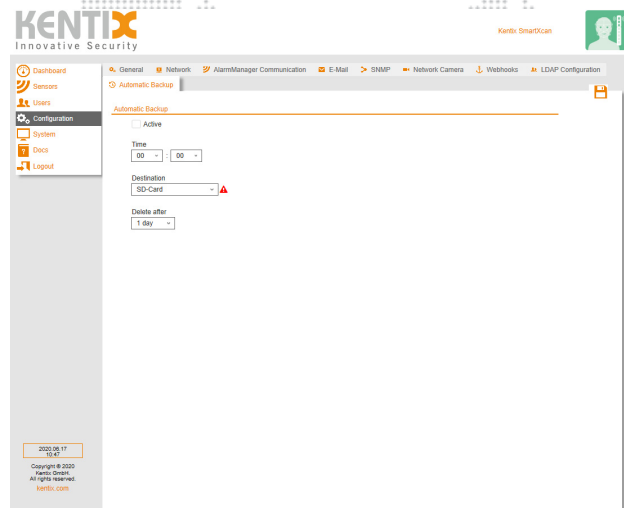 KENTIX
Innovative Security
Kentix SmartXcan
Dashboard
Sensors
Users
Configuration
System
Docs
Logout
General Network AlarmManager Communication E-Mail SNMP Network Camera Webhooks LDAP Configuration
Automatic Backup
Automatic Backup
Active
Time
00 : 00
Destination
SD-Card
Delete after
1 day
2020.06.17
10:47
Copyright © 2020
Kentix GmbH.
All rights reserved.
kentix.com